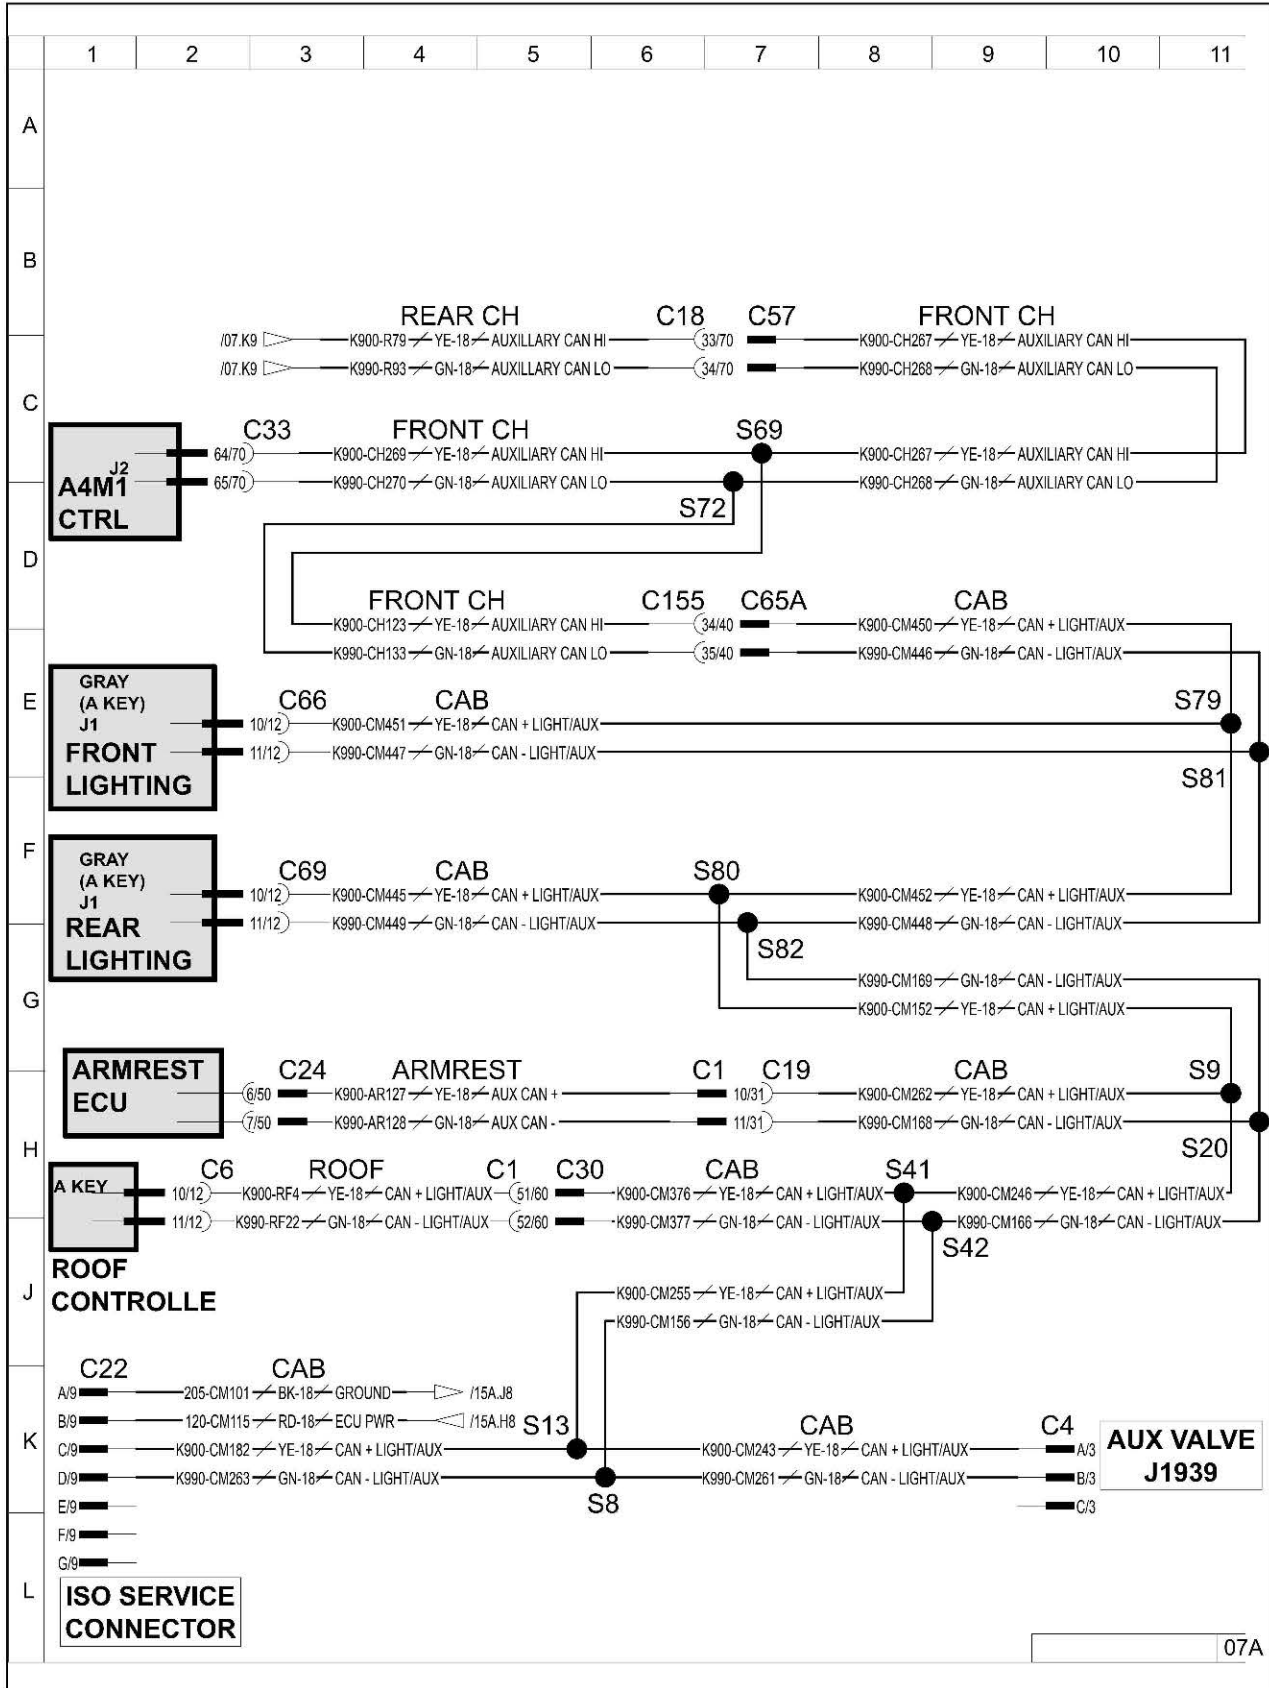 1 2 3 4 5 6 7 8 9 10 11
A
B
REAR CH C18 C57 FRONT CH
/07.K9 K900-R79 YE-18 AUXILLARY CAN HI 33/70 K900-CH267 YE-18 AUXILIARY CAN HI
/07.K9 K990-R93 GN-18 AUXILLARY CAN LO 34/70 K990-CH268 GN-18 AUXILIARY CAN LO
C
C33 FRONT CH S69
64/70 K900-CH269 YE-18 AUXILIARY CAN HI K900-CH267 YE-18 AUXILIARY CAN HI
J2
A4M1 65/70 K990-CH270 GN-18 AUXILIARY CAN LO K990-CH268 GN-18 AUXILIARY CAN LO
CTRL S72
D
FRONT CH C155 C65A CAB
K900-CH123 YE-18 AUXILIARY CAN HI 34/40 K900-CM450 YE-18 CAN + LIGHT/AUX
K990-CH133 GN-18 AUXILIARY CAN LO 35/40 K990-CM446 GN-18 CAN - LIGHT/AUX
GRAY
E (A KEY) C66 CAB S79
J1 10/12 K900-CM451 YE-18 CAN + LIGHT/AUX
FRONT 11/12 K990-CM447 GN-18 CAN - LIGHT/AUX
LIGHTING S81
F
GRAY
(A KEY) C69 CAB S80
J1 10/12 K900-CM445 YE-18 CAN + LIGHT/AUX K900-CM452 YE-18 CAN + LIGHT/AUX
REAR 11/12 K990-CM449 GN-18 CAN - LIGHT/AUX K990-CM448 GN-18 CAN - LIGHT/AUX
LIGHTING S82
K990-CM169 GN-18 CAN - LIGHT/AUX
G
K900-CM152 YE-18 CAN + LIGHT/AUX
ARMREST C24 ARMREST C1 C19 CAB S9
ECU 6/50 K900-AR127 YE-18 AUX CAN + 10/31 K900-CM262 YE-18 CAN + LIGHT/AUX
7/50 K990-AR128 GN-18 AUX CAN - 11/31 K990-CM168 GN-18 CAN - LIGHT/AUX
H S20
C6 ROOF C1 C30 CAB S41
A KEY 10/12 K900-RF4 YE-18 CAN + LIGHT/AUX 51/60 K900-CM376 YE-18 CAN + LIGHT/AUX K900-CM246 YE-18 CAN + LIGHT/AUX
11/12 K990-RF22 GN-18 CAN - LIGHT/AUX 52/60 K990-CM377 GN-18 CAN - LIGHT/AUX K990-CM166 GN-18 CAN - LIGHT/AUX
S42
ROOF
J CONTROLLE
K900-CM255 YE-18 CAN + LIGHT/AUX
K990-CM156 GN-18 CAN - LIGHT/AUX
C22 CAB
A/9 205-CM101 BK-18 GROUND /15A.J8
B/9 120-CM115 RD-18 ECU PWR /15A.H8
K S13 CAB C4
C/9 K900-CM182 YE-18 CAN + LIGHT/AUX K900-CM243 YE-18 CAN + LIGHT/AUX A/3 AUX VALVE
D/9 K990-CM263 GN-18 CAN - LIGHT/AUX K990-CM261 GN-18 CAN - LIGHT/AUX B/3 J1939
E/9 S8 C/3
F/9
G/9
L
ISO SERVICE
CONNECTOR
07A